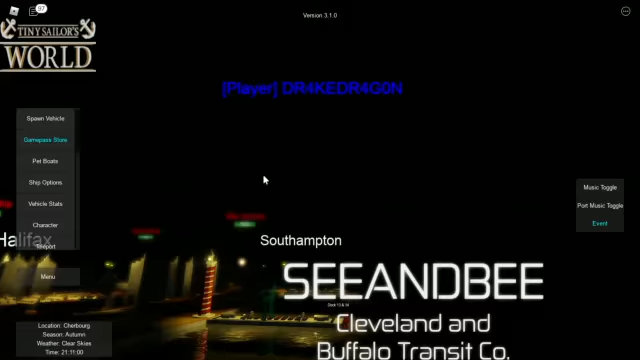 97
Version 3.1.0
TINY SAILOR'S
WORLD
[Player] DR4KEDR4G0N
Spawn Vehicle
Gamepass Store
Pet Boats
Ship Options
Vehicle Stats
Character
Teleport
Menu
Music Toggle
Port Music Toggle
Event
Halifax
Southampton
SEEANDBEE
Cleveland and
Buffalo Transit Co.
Location: Cherbourg
Season: Autumn
Weather: Clear Skies
Time: 21:11:00